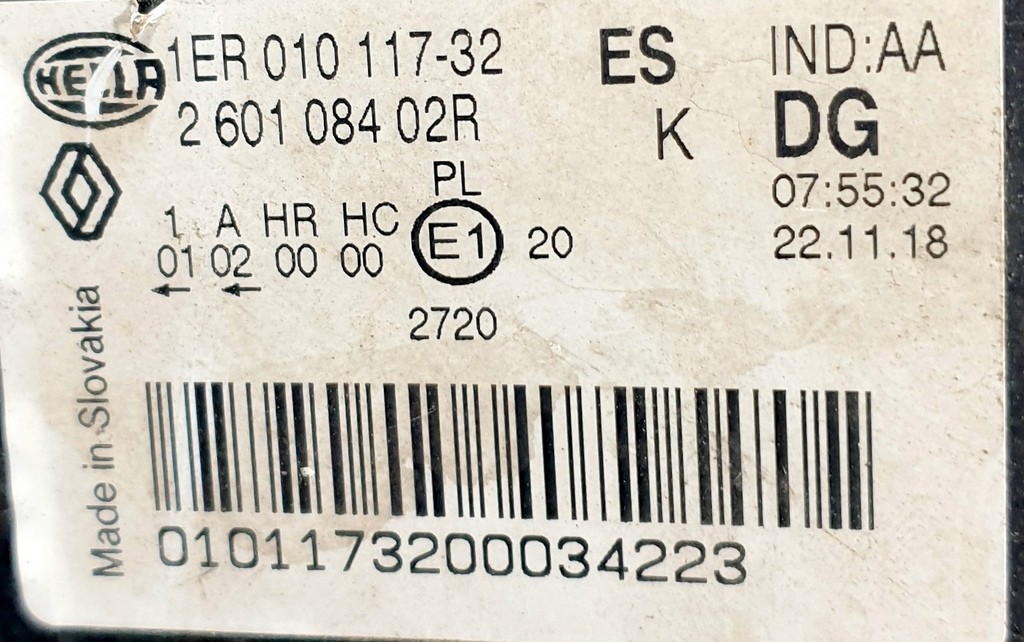 HELLA
1ER 010 117-32
2 601 084 02R
ES
K
IND:AA
DG
07:55:32
22.11.18
PL
1 A HR HC
01 02 00 00
← ←
E1 20
2720
Made in Slovakia
0101173200034223